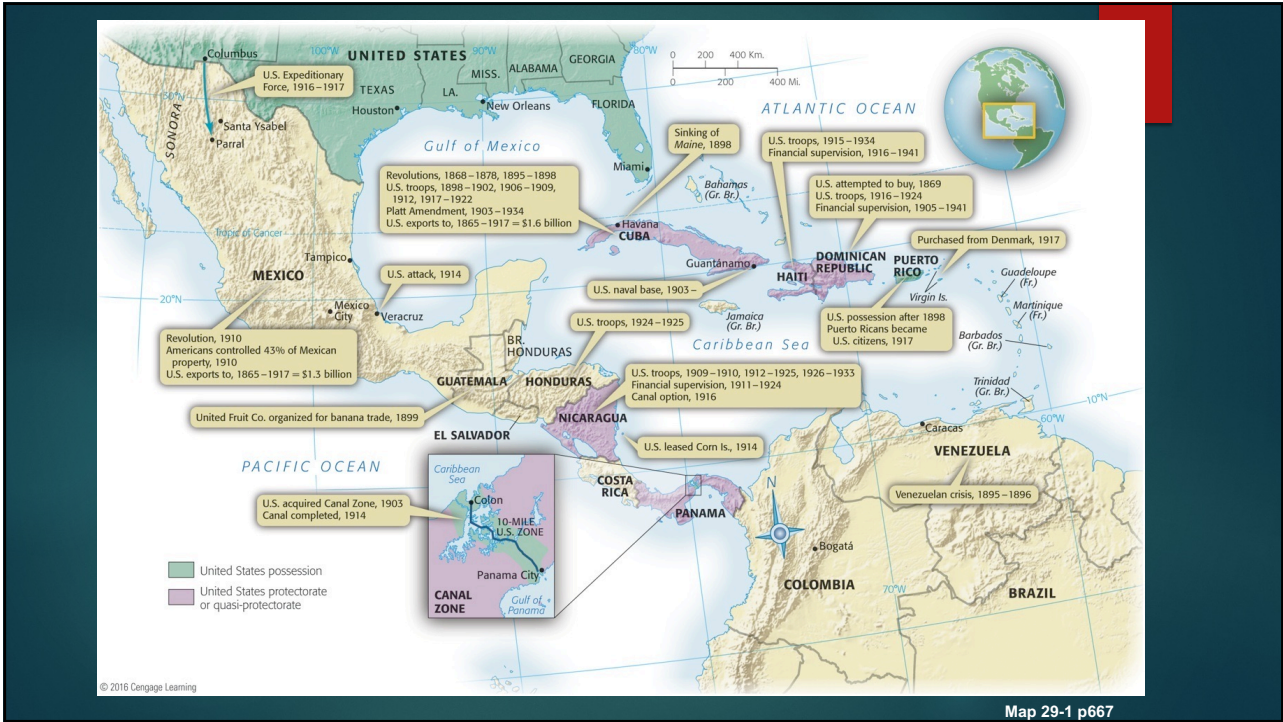 Columbus
100°W
UNITED STATES
90°W
80°W
GEORGIA
ALABAMA
MISS.
LA.
TEXAS
FLORIDA
0 200 400 Km.
0 200 400 Mi.
U.S. Expeditionary
Force, 1916–1917
30°N
Houston
New Orleans
ATLANTIC OCEAN
SONORA
Santa Ysabel
Parral
Gulf of Mexico
Sinking of
Maine, 1898
U.S. troops, 1915–1934
Financial supervision, 1916–1941
Miami
Revolutions, 1868–1878, 1895–1898
U.S. troops, 1898–1902, 1906–1909,
1912, 1917–1922
Platt Amendment, 1903–1934
U.S. exports to, 1865–1917 = $1.6 billion
Bahamas
(Gr. Br.)
U.S. attempted to buy, 1869
U.S. troops, 1916–1924
Financial supervision, 1905–1941
Tropic of Cancer
Havana
CUBA
Purchased from Denmark, 1917
Tampico
Guantánamo
HAITI
DOMINICAN
REPUBLIC
PUERTO
RICO
MEXICO
U.S. attack, 1914
U.S. naval base, 1903–
Virgin Is.
Guadeloupe
(Fr.)
20°N
Mexico
City
Veracruz
Jamaica
(Gr. Br.)
U.S. possession after 1898
Puerto Ricans became
U.S. citizens, 1917
Martinique
(Fr.)
U.S. troops, 1924–1925
Revolution, 1910
Americans controlled 43% of Mexican
property, 1910
U.S. exports to, 1865–1917 = $1.3 billion
BR.
HONDURAS
Caribbean Sea
Barbados
(Gr. Br.)
GUATEMALA
HONDURAS
U.S. troops, 1909–1910, 1912–1925, 1926–1933
Financial supervision, 1911–1924
Canal option, 1916
Trinidad
(Gr. Br.)
10°N
United Fruit Co. organized for banana trade, 1899
NICARAGUA
60°W
EL SALVADOR
U.S. leased Corn Is., 1914
Caracas
VENEZUELA
PACIFIC OCEAN
Caribbean
Sea
COSTA
RICA
N
Venezuelan crisis, 1895–1896
U.S. acquired Canal Zone, 1903
Canal completed, 1914
Colon
10-MILE
U.S. ZONE
PANAMA
Bogatá
Panama City
United States possession
United States protectorate
or quasi-protectorate
CANAL
ZONE
Gulf of
Panama
COLOMBIA
70°W
BRAZIL
© 2016 Cengage Learning
Map 29-1 p667